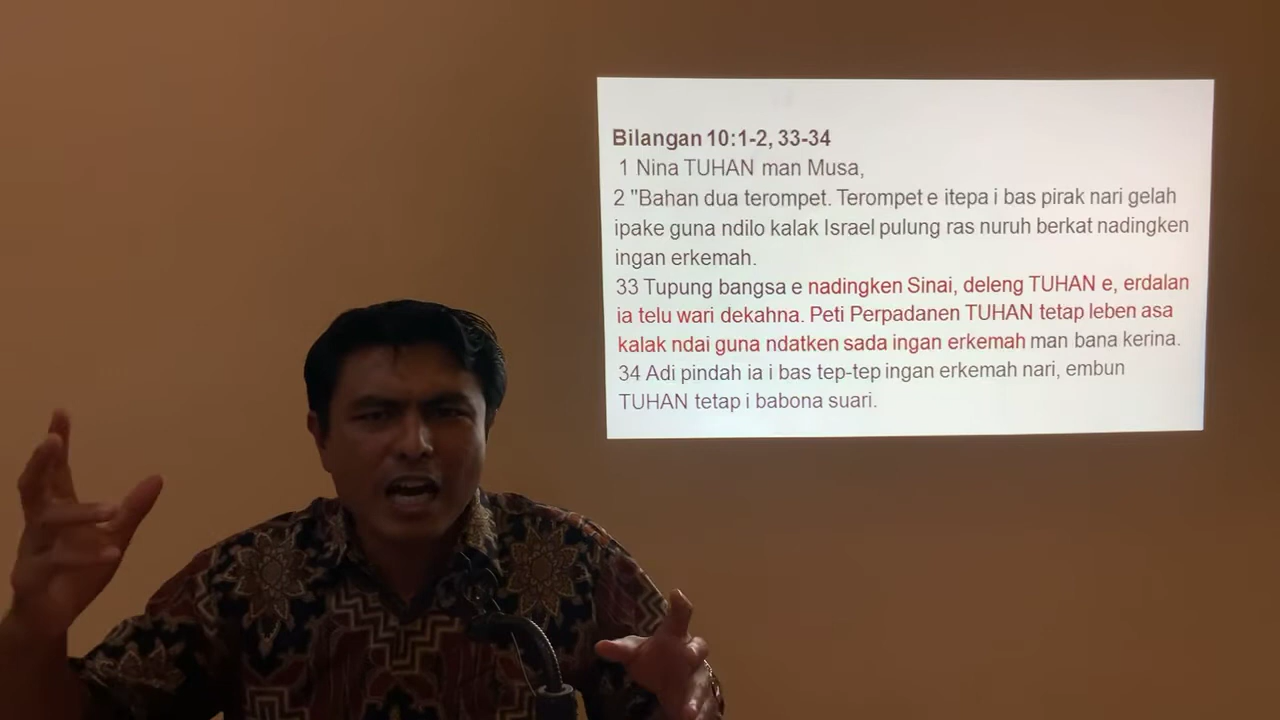 Bilangan 10:1-2, 33-34
1 Nina TUHAN man Musa,
2 "Bahan dua terompet. Terompet e itepa i bas pirak nari gelah
ipake guna ndilo kalak Israel pulung ras nuruh berkat nadingken
ingan erkemah.
33 Tupung bangsa e nadingken Sinai, deleng TUHAN e, erdalan
ia telu wari dekahna. Peti Perpadanen TUHAN tetap leben asa
kalak ndai guna ndatken sada ingan erkemah man bana kerina.
34 Adi pindah ia i bas tep-tep ingan erkemah nari, embun
TUHAN tetap i babona suari.